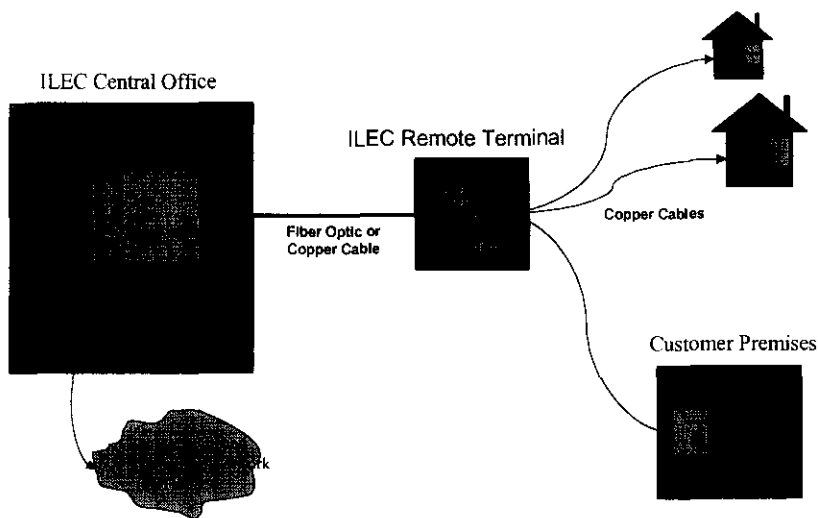 ILEC Central Office
ILEC Remote Terminal
Fiber Optic or
Copper Cable
Copper Cables
Customer Premises